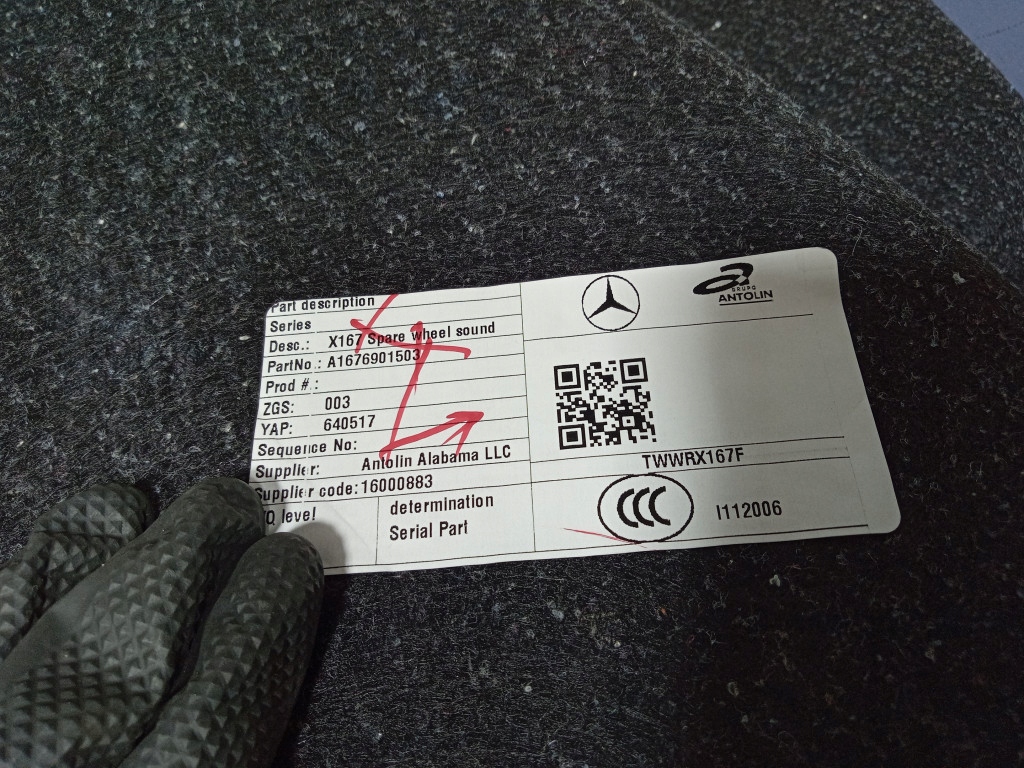 Part description
Series
Desc.: X167 Spare wheel sound
PartNo.: A1676901503
Prod #.:
ZGS: 003
YAP: 640517
Sequence No:
Supplier: Antolin Alabama LLC
Supplier code: 16000883
level
determination
Serial Part
GRUPO
ANTOLIN
TWWRX167F
CCC
I112006